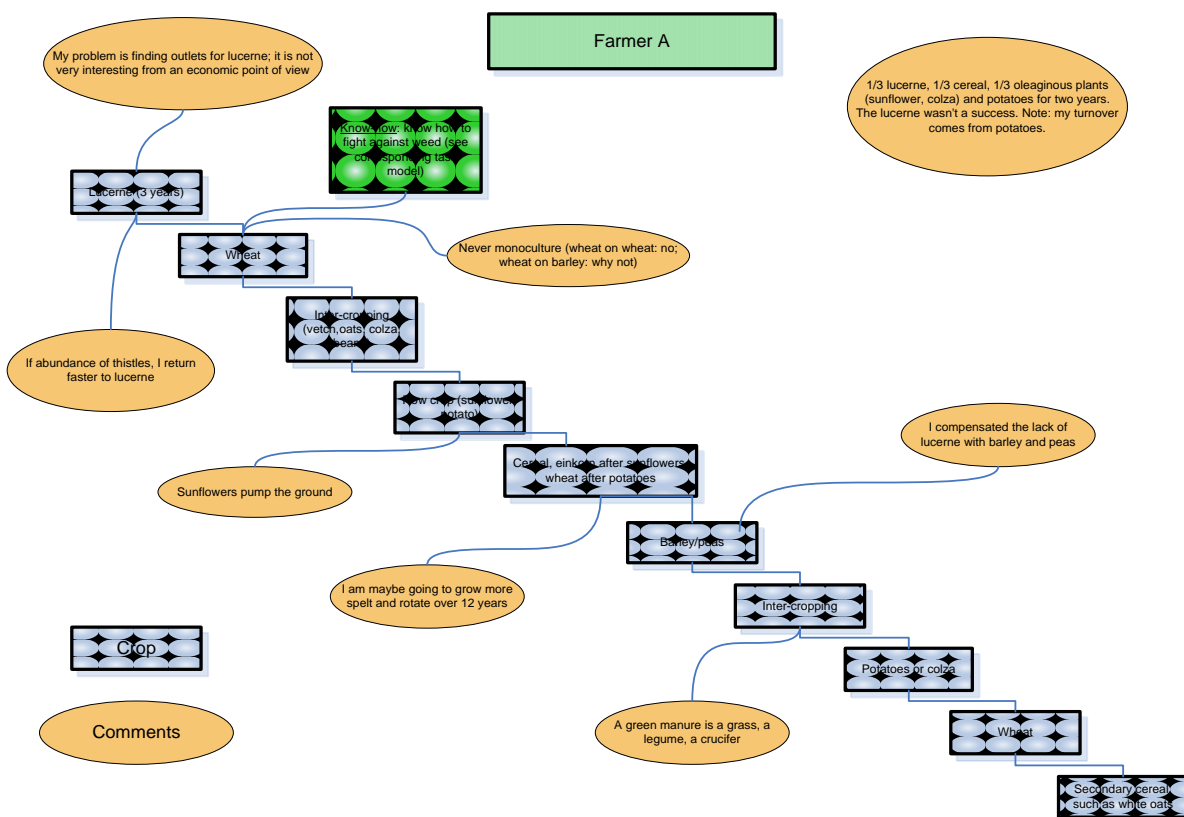 Farmer A
My problem is finding outlets for lucerne; it is not
very interesting from an economic point of view
1/3 lucerne, 1/3 cereal, 1/3 oleaginous plants
(sunflower, colza) and potatoes for two years.
The lucerne wasn't a success. Note: my turnover
comes from potatoes.
Know-how: know how to
fight against weed (see
corresponding task
model)
Lucerne (3 years)
Wheat
Never monoculture (wheat on wheat: no;
wheat on barley: why not)
Inter-cropping
(vetch,oats, colza,
bean)
If abundance of thistles, I return
faster to lucerne
Row crop (sunflower,
potato)
I compensated the lack of
lucerne with barley and peas
Cereal, einkorn after sunflowers,
wheat after potatoes
Sunflowers pump the ground
Barley/peas
I am maybe going to grow more
spelt and rotate over 12 years
Inter-cropping
Crop
Potatoes or colza
A green manure is a grass, a
legume, a crucifer
Comments
Wheat
Secondary cereal
such as white oats